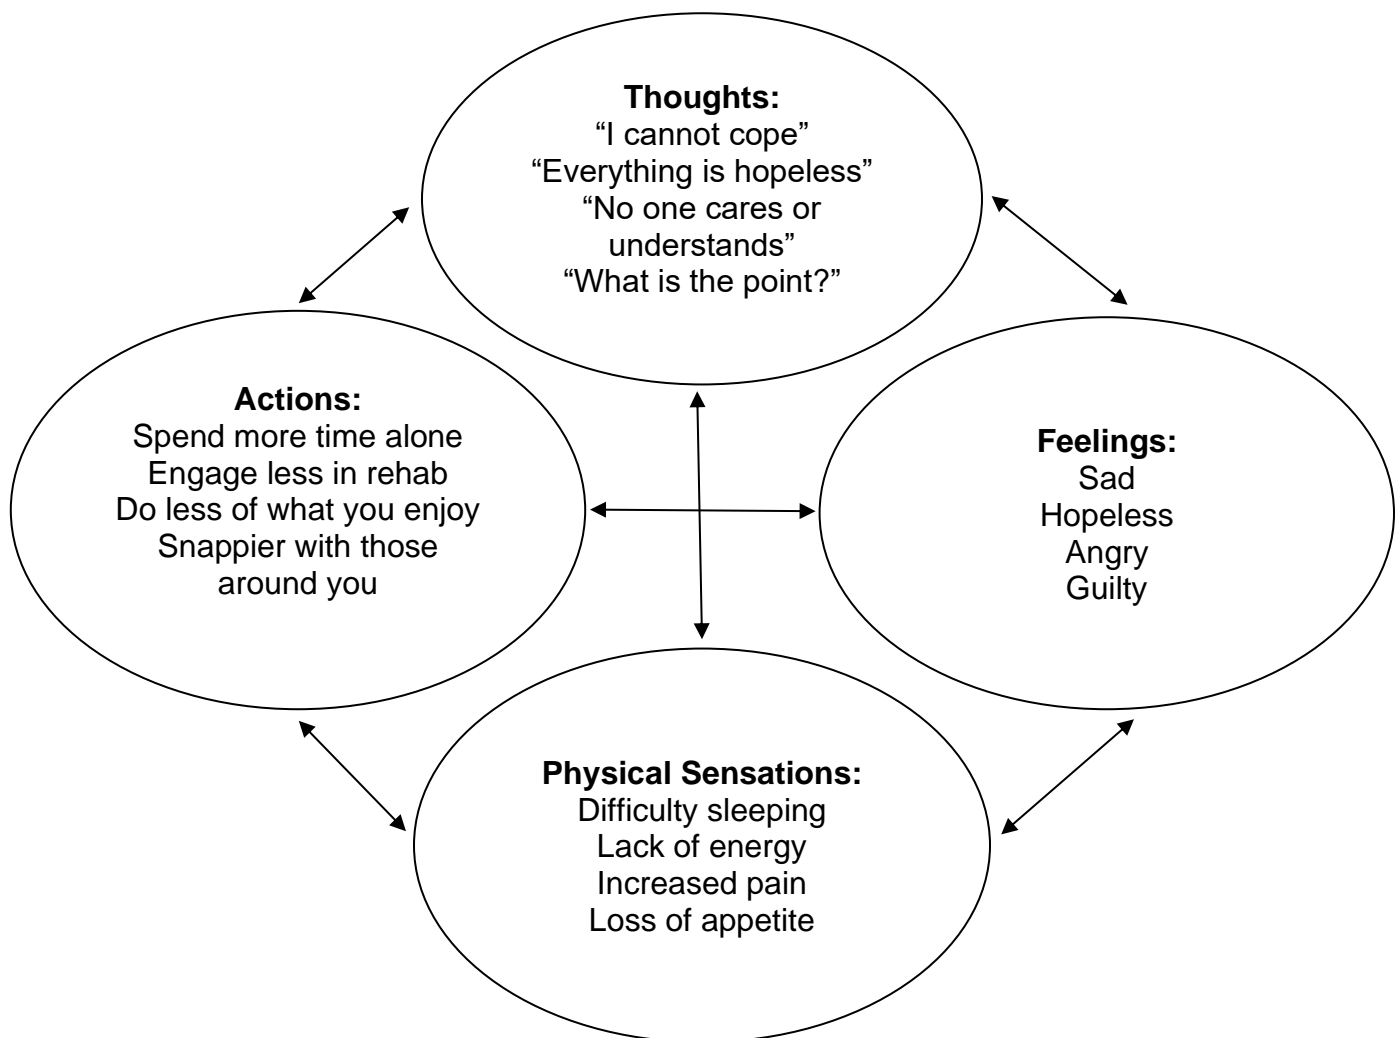 Thoughts:
“I cannot cope”
“Everything is hopeless”
“No one cares or
understands”
“What is the point?”
Actions:
Spend more time alone
Engage less in rehab
Do less of what you enjoy
Snappier with those
around you
Feelings:
Sad
Hopeless
Angry
Guilty
Physical Sensations:
Difficulty sleeping
Lack of energy
Increased pain
Loss of appetite